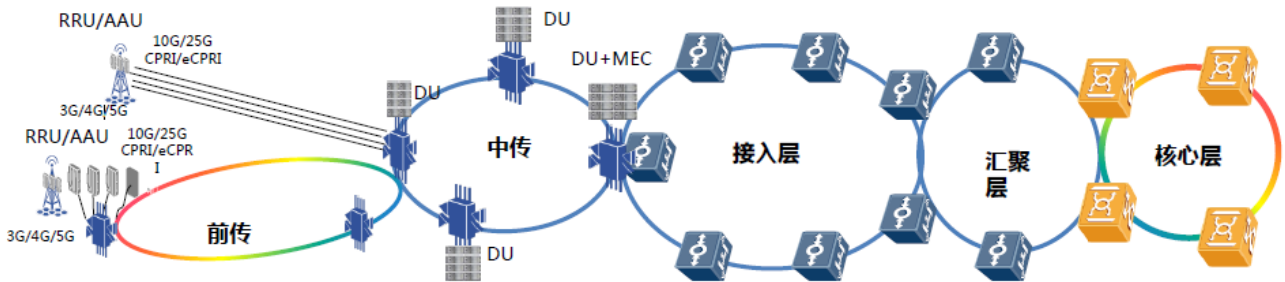 RRU/AAU
10G/25G
CPRI/eCPRI
3G/4G/5G
RRU/AAU
10G/25G
CPRI/eCPR
I
3G/4G/5G
前传
DU
DU
DU+MEC
中传
DU
接入层
汇聚
层
核心层